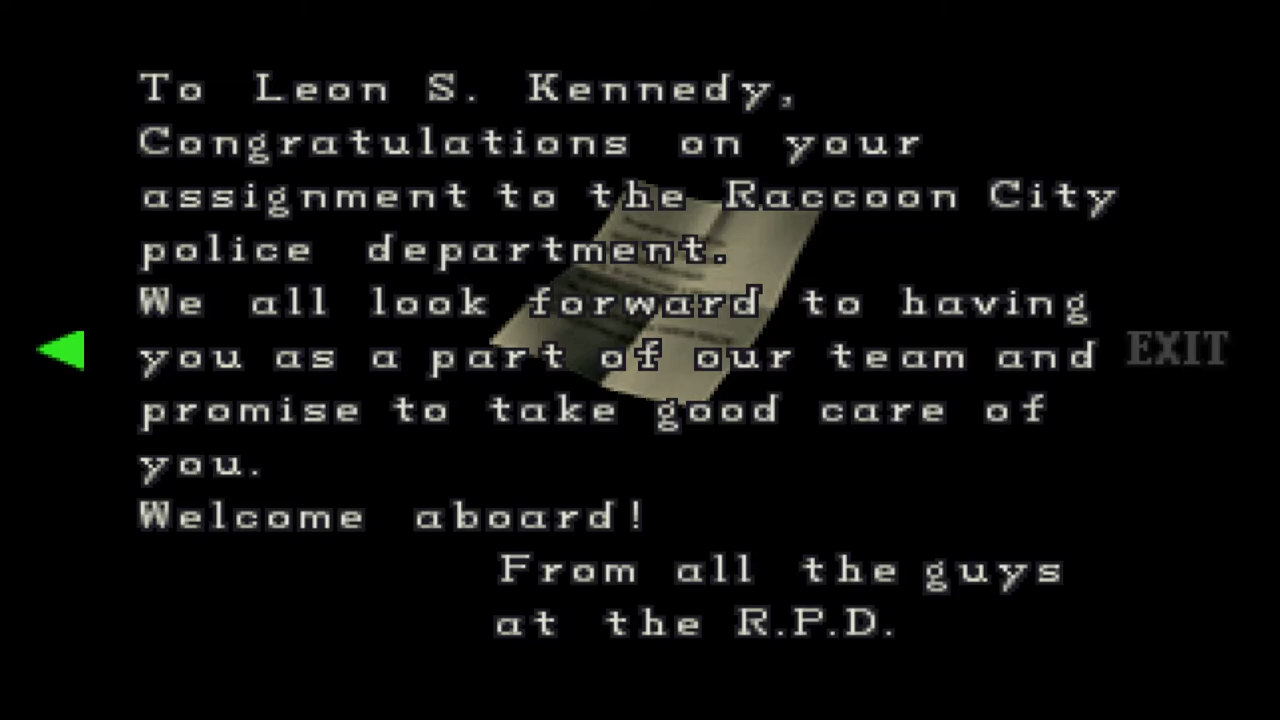 To Leon S. Kennedy,
Congratulations on your
assignment to the Raccoon City
police department.
We all look forward to having
you as a part of our team and
promise to take good care of
you.
Welcome aboard!
From all the guys
at the R.P.D.
EXIT